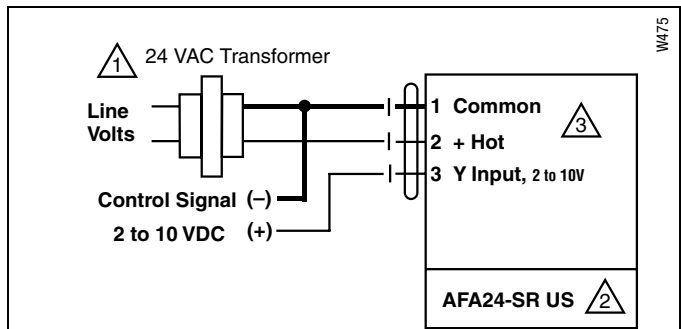 W475
1 24 VAC Transformer
Line
Volts
1 Common
3
2 + Hot
3 Y Input, 2 to 10V
Control Signal (–)
2 to 10 VDC (+)
AFA24-SR US 2